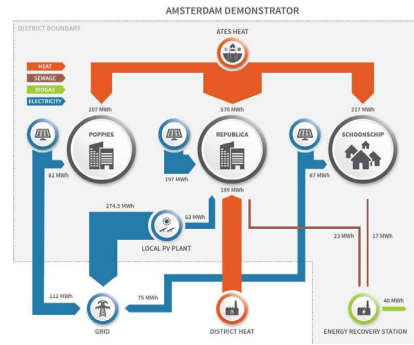 AMSTERDAM DEMONSTRATOR
DISTRICT BOUNDARY
ATES HEAT
HEAT
SEWAGE
BIOGAS
ELECTRICITY
207 MWh
570 MWh
217 MWh
POPPIES
REPUBLICA
SCHOONSCHIP
82 MWh
197 MWh
87 MWh
189 MWh
274.5 MWh
63 MWh
LOCAL PV PLANT
23 MWh
17 MWh
112 MWh
75 MWh
40 MWh
GRID
DISTRICT HEAT
ENERGY RECOVERY STATION